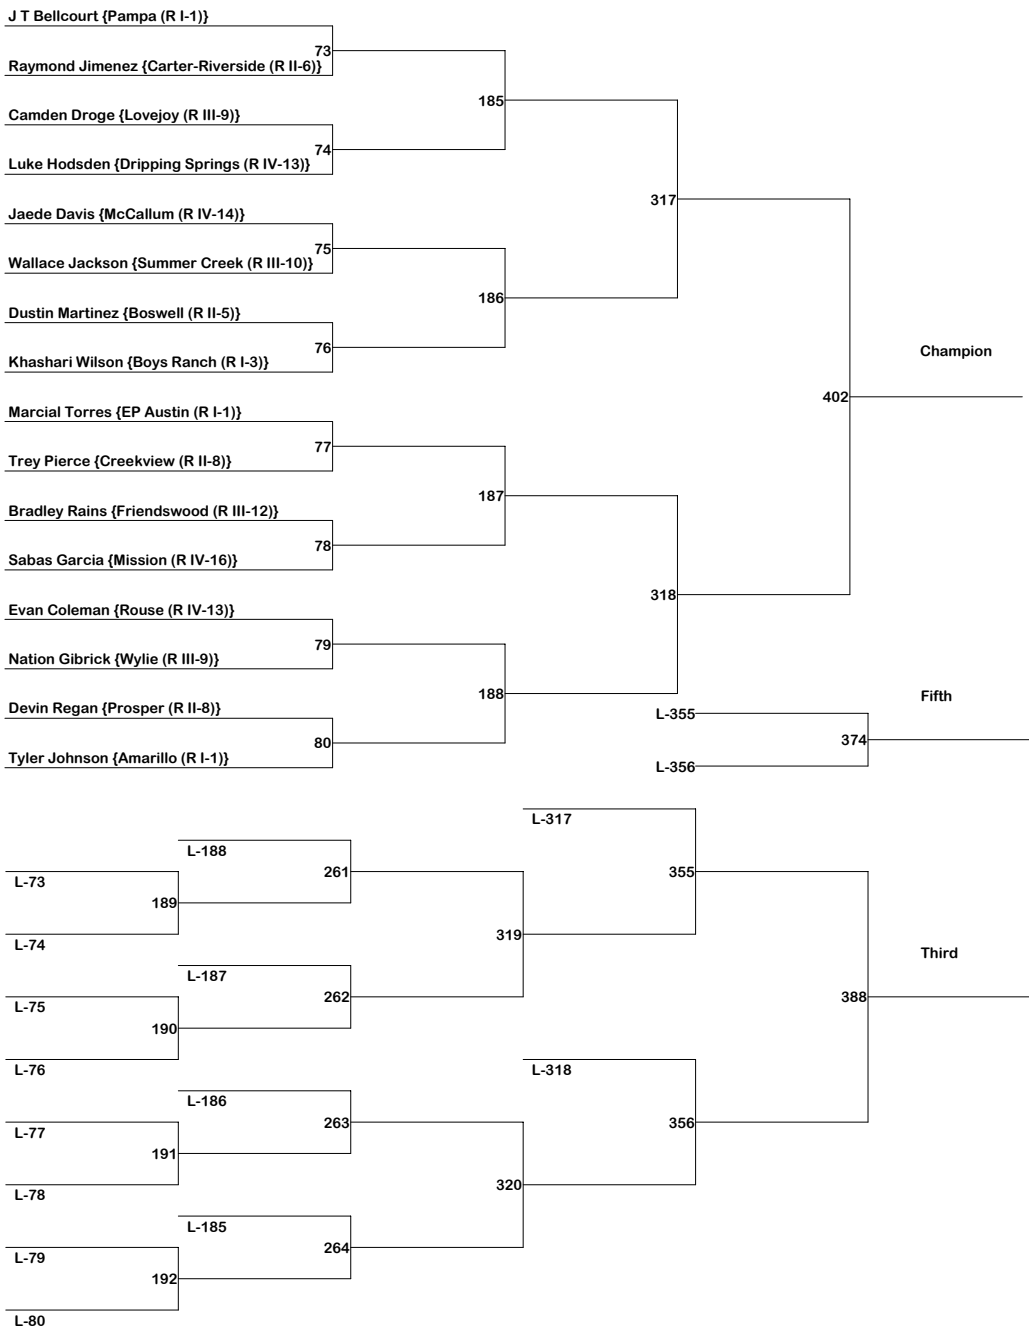 J T Bellcourt {Pampa (R I-1)}
73
Raymond Jimenez {Carter-Riverside (R II-6)}
185
Camden Droge {Lovejoy (R III-9)}
74
Luke Hodsden {Dripping Springs (R IV-13)}
317
Jaede Davis {McCallum (R IV-14)}
75
Wallace Jackson {Summer Creek (R III-10)}
186
Dustin Martinez {Boswell (R II-5)}
76
Khashari Wilson {Boys Ranch (R I-3)}
Champion
402
Marcial Torres {EP Austin (R I-1)}
77
Trey Pierce {Creekview (R II-8)}
187
Bradley Rains {Friendswood (R III-12)}
78
Sabas Garcia {Mission (R IV-16)}
318
Evan Coleman {Rouse (R IV-13)}
79
Nation Gibrick {Wylie (R III-9)}
188
Devin Regan {Prosper (R II-8)}
80
Tyler Johnson {Amarillo (R I-1)}
Fifth
L-355
374
L-356
L-317
L-188
261
355
L-73
189
319
L-74
Third
L-187
262
388
L-75
190
L-76
L-318
L-186
263
356
L-77
191
320
L-78
L-185
264
L-79
192
L-80